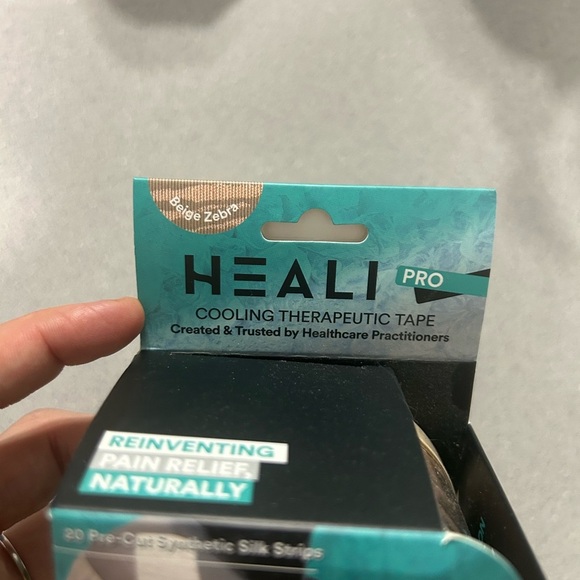 Beige Zebra
HEALI PRO
COOLING THERAPEUTIC TAPE
Created & Trusted by Healthcare Practitioners
REINVENTING
PAIN RELIEF,
NATURALLY
20 Pre-Cut Synthetic Silk Strips